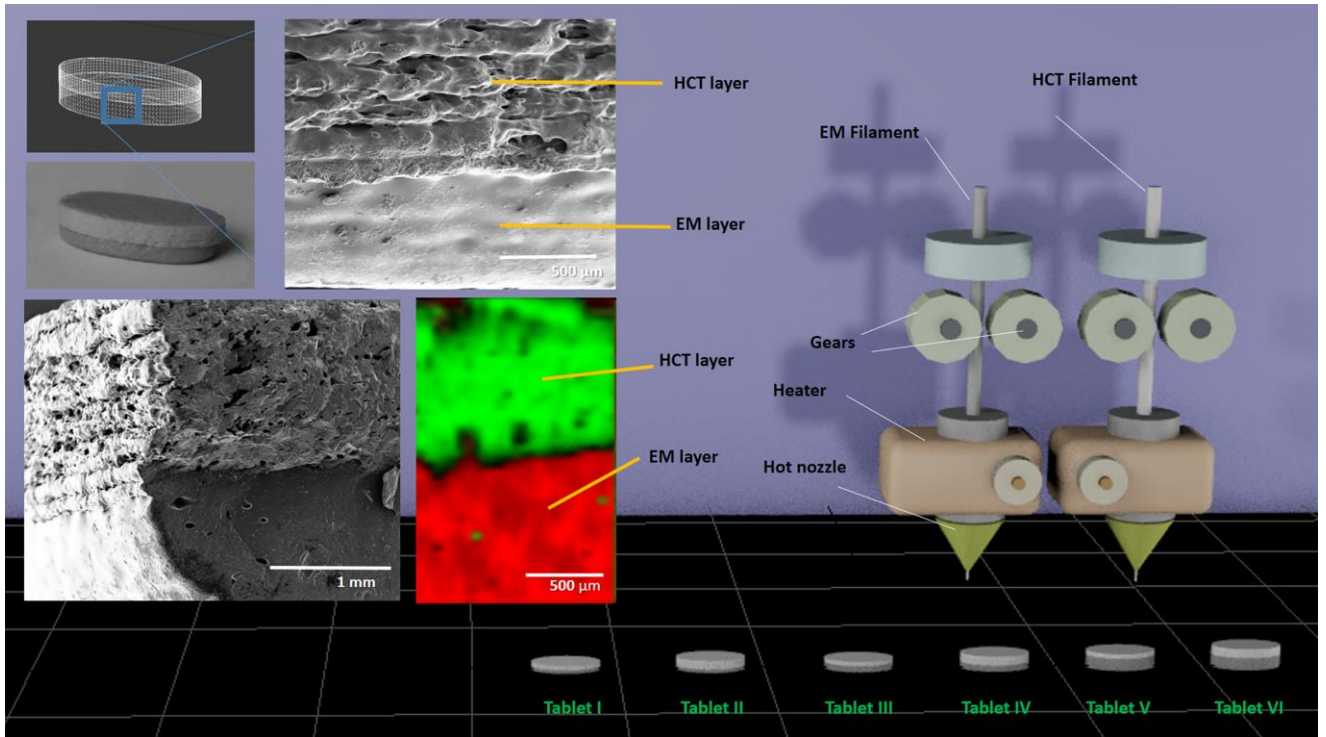 HCT layer
EM layer
500 µm
HCT Filament
EM Filament
Gears
Heater
Hot nozzle
1 mm
HCT layer
EM layer
500 µm
Tablet I
Tablet II
Tablet III
Tablet IV
Tablet V
Tablet VI